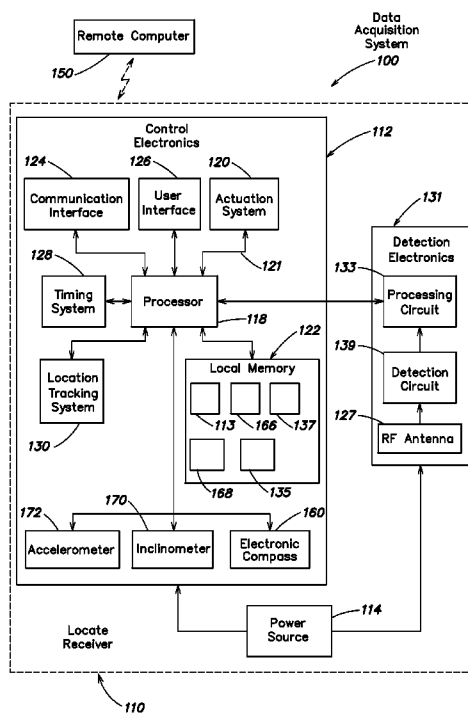 Remote Computer
150
Data
Acquisition
System
100
Control
Electronics
112
124
126
120
Communication
Interface
User
Interface
Actuation
System
121
131
Detection
Electronics
128
133
Timing
System
Processor
118
Processing
Circuit
122
139
Location
Tracking
System
130
Local Memory
113
166
137
168
135
Detection
Circuit
127
RF Antenna
172
170
160
Accelerometer
Inclinometer
Electronic
Compass
114
Power
Source
Locate
Receiver
110